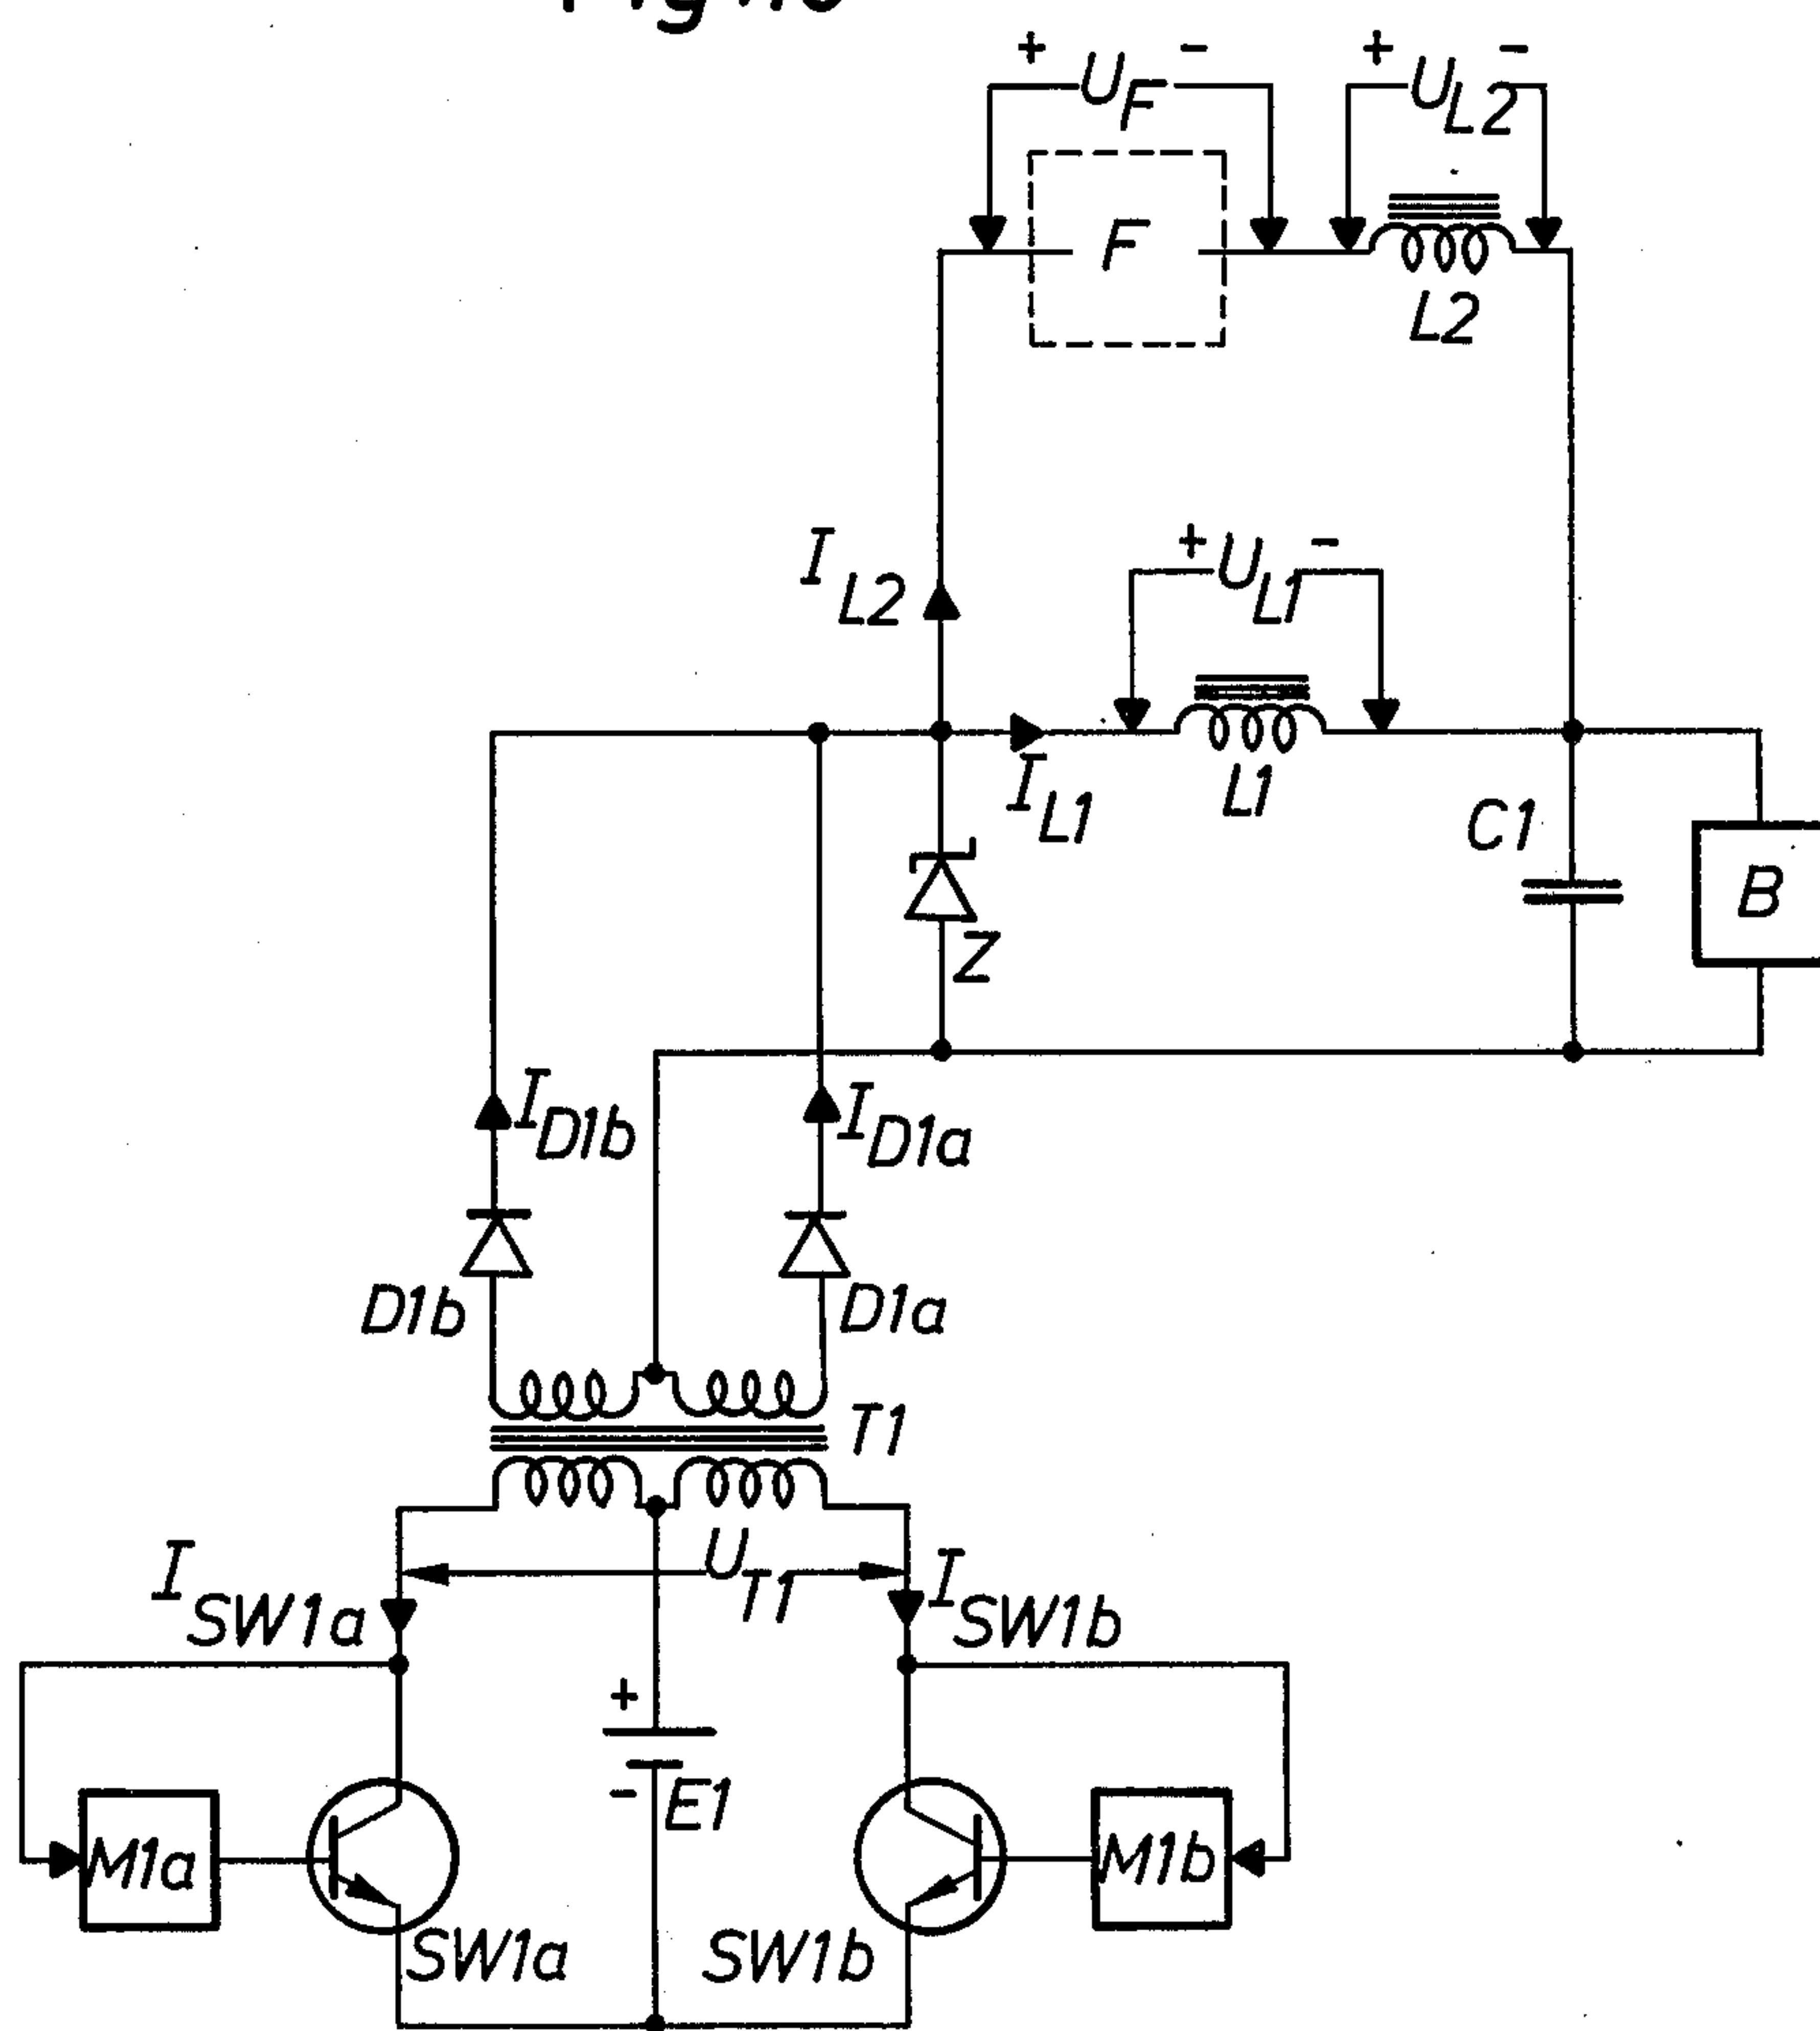 + U_F -
+ U_L2 -
F
L2
I_L2
+ U_L1 -
I_L1
L1
C1
B
Z
I_D1b
I_D1a
D1b
D1a
T1
U_T1
I_SW1a
I_SW1b
+
- E1
M1a
M1b
SW1a
SW1b